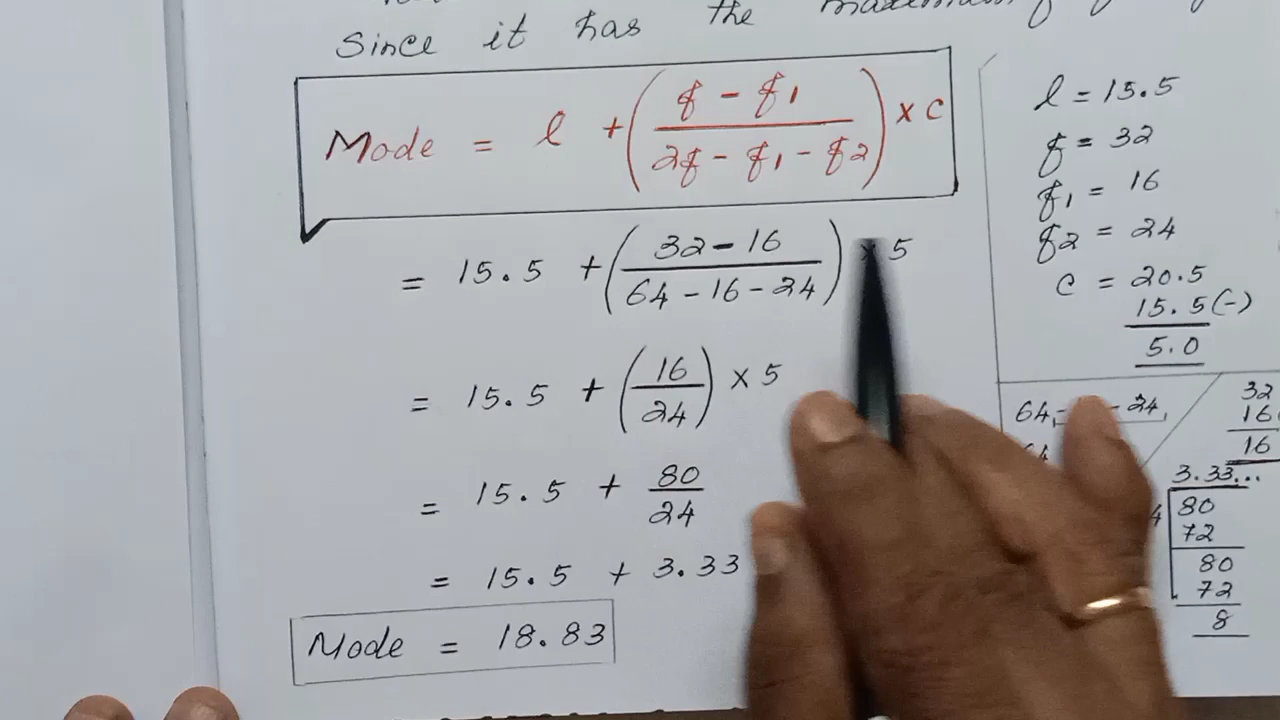 Since it has the
Mode = l + ( f - f1 / 2f - f1 - f2 ) × c
= 15.5 + ( 32 - 16 / 64 - 16 - 24 ) × 5
= 15.5 + ( 16 / 24 ) × 5
= 15.5 + 80 / 24
= 15.5 + 3.33
Mode = 18.83
l = 15.5
f = 32
f1 = 16
f2 = 24
c = 20.5
15.5 (-)
5.0
64 - 24
32
16
16
3.33...
80
72
80
72
8